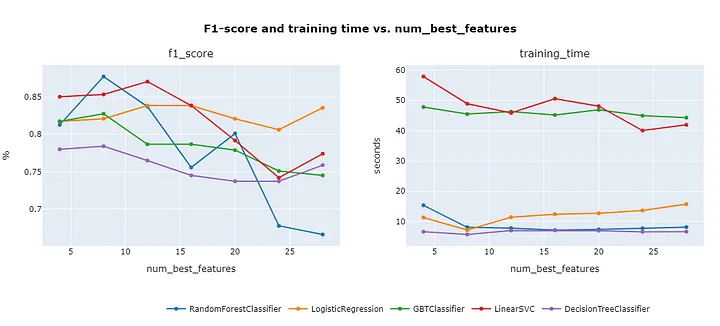 F1-score and training time vs. num_best_features
f1_score
training_time
%
0.85
0.8
0.75
0.7
5 10 15 20 25
num_best_features
seconds
60
50
40
30
20
10
5 10 15 20 25
num_best_features
RandomForestClassifier LogisticRegression GBTClassifier LinearSVC DecisionTreeClassifier